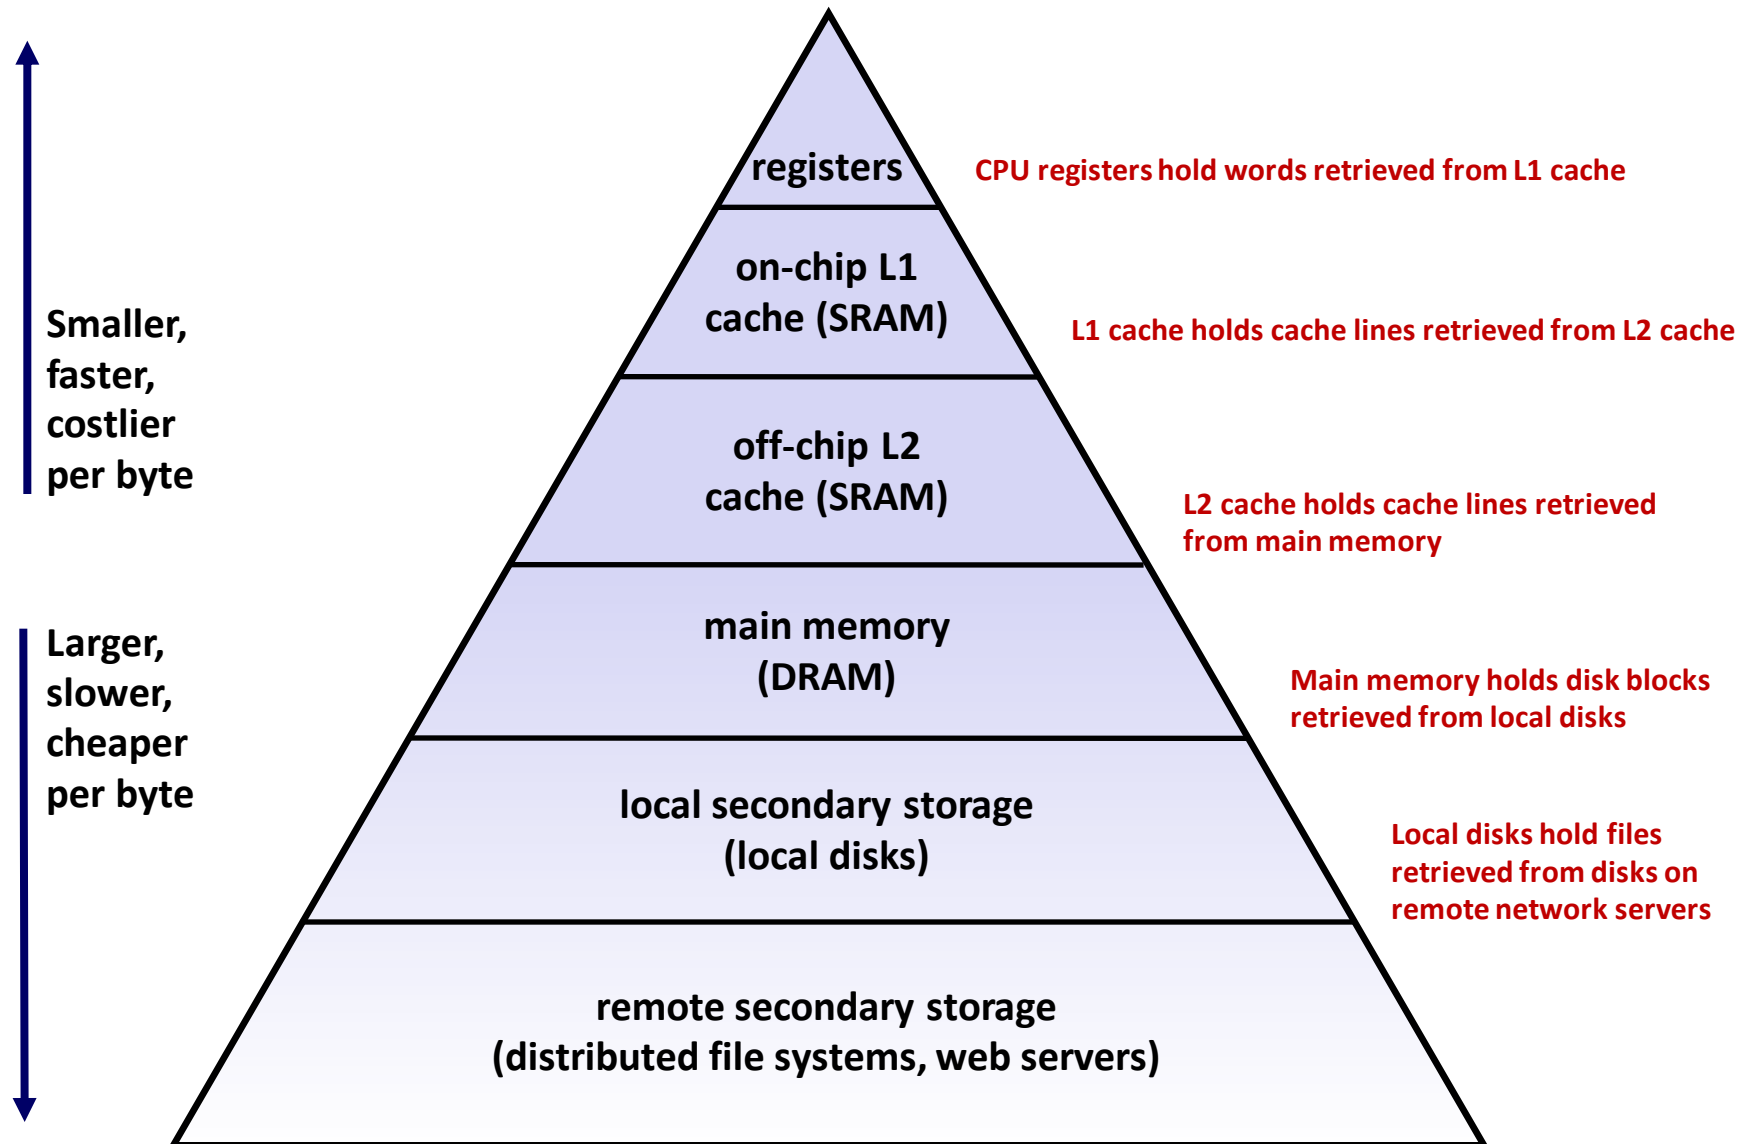 registers
CPU registers hold words retrieved from L1 cache
on-chip L1
cache (SRAM)
L1 cache holds cache lines retrieved from L2 cache
Smaller,
faster,
costlier
per byte
off-chip L2
cache (SRAM)
L2 cache holds cache lines retrieved
from main memory
Larger,
slower,
cheaper
per byte
main memory
(DRAM)
Main memory holds disk blocks
retrieved from local disks
local secondary storage
(local disks)
Local disks hold files
retrieved from disks on
remote network servers
remote secondary storage
(distributed file systems, web servers)